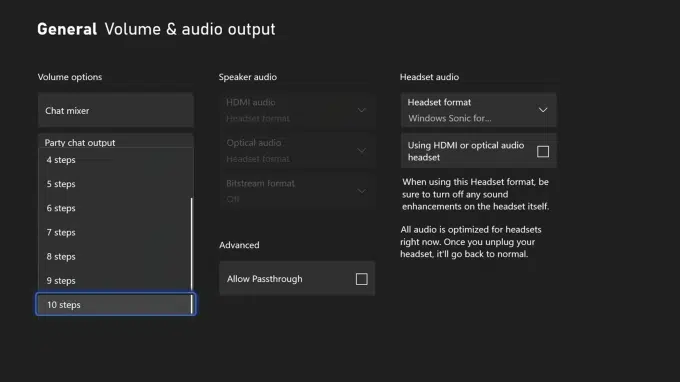 General Volume & audio output
Volume options
Chat mixer
Party chat output
4 steps
5 steps
6 steps
7 steps
8 steps
9 steps
10 steps
Speaker audio
HDMI audio
Headset format
Optical audio
Headset format
Bitstream format
Off
Advanced
Allow Passthrough
Headset audio
Headset format
Windows Sonic for...
Using HDMI or optical audio
headset
When using this Headset format, be
sure to turn off any sound
enhancements on the headset itself.
All audio is optimized for headsets
right now. Once you unplug your
headset, it'll go back to normal.